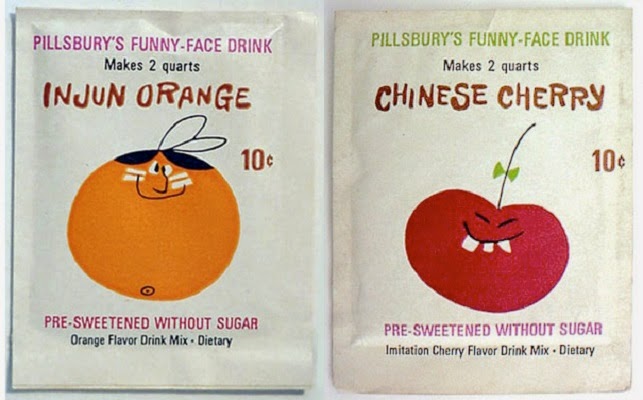 PILLSBURY'S FUNNY-FACE DRINK
Makes 2 quarts
INJUN ORANGE
10¢
PRE-SWEETENED WITHOUT SUGAR
Orange Flavor Drink Mix • Dietary
PILLSBURY'S FUNNY-FACE DRINK
Makes 2 quarts
CHINESE CHERRY
10¢
PRE-SWEETENED WITHOUT SUGAR
Imitation Cherry Flavor Drink Mix • Dietary